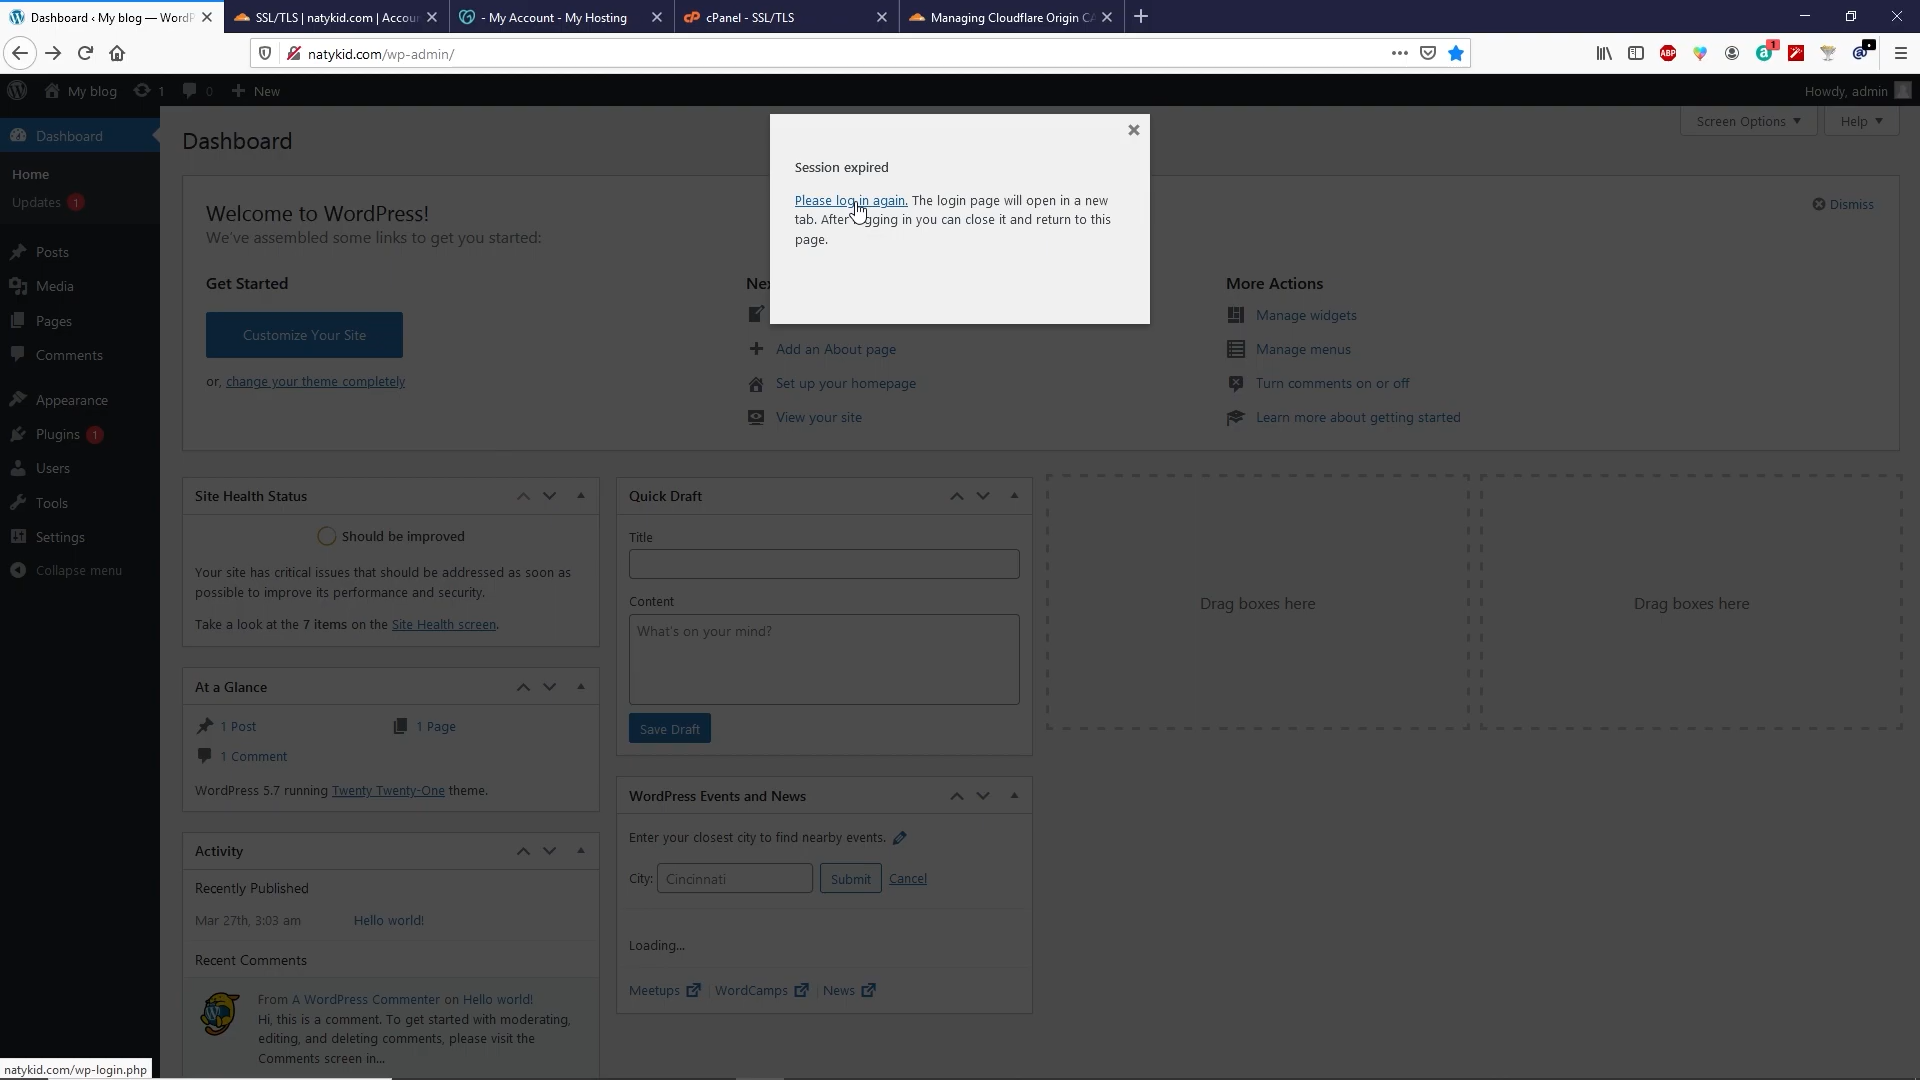 Dashboard ‹ My blog — WordP
SSL/TLS | natykid.com | Accou
- My Account - My Hosting
cPanel - SSL/TLS
Managing Cloudflare Origin CA
natykid.com/wp-admin/
ABP
1
My blog
1
0
New
Howdy, admin
Dashboard
Home
Updates 1
Posts
Media
Pages
Comments
Appearance
Plugins 1
Users
Tools
Settings
Collapse menu
Dashboard
Screen Options
Help
Session expired
Please log in again. The login page will open in a new
tab. After logging in you can close it and return to this
page.
Welcome to WordPress!
We've assembled some links to get you started:
Dismiss
Get Started
Customize Your Site
or, change your theme completely
Nex
Add an About page
Set up your homepage
View your site
More Actions
Manage widgets
Manage menus
Turn comments on or off
Learn more about getting started
Site Health Status
Should be improved
Your site has critical issues that should be addressed as soon as
possible to improve its performance and security.
Take a look at the 7 items on the Site Health screen.
At a Glance
1 Post
1 Page
1 Comment
WordPress 5.7 running Twenty Twenty-One theme.
Activity
Recently Published
Mar 27th, 3:03 am
Hello world!
Recent Comments
From A WordPress Commenter on Hello world!
Hi, this is a comment. To get started with moderating,
editing, and deleting comments, please visit the
Comments screen in...
Quick Draft
Title
Content
What's on your mind?
Save Draft
WordPress Events and News
Enter your closest city to find nearby events.
City:
Cincinnati
Submit
Cancel
Loading...
Meetups
WordCamps
News
Drag boxes here
Drag boxes here
natykid.com/wp-login.php